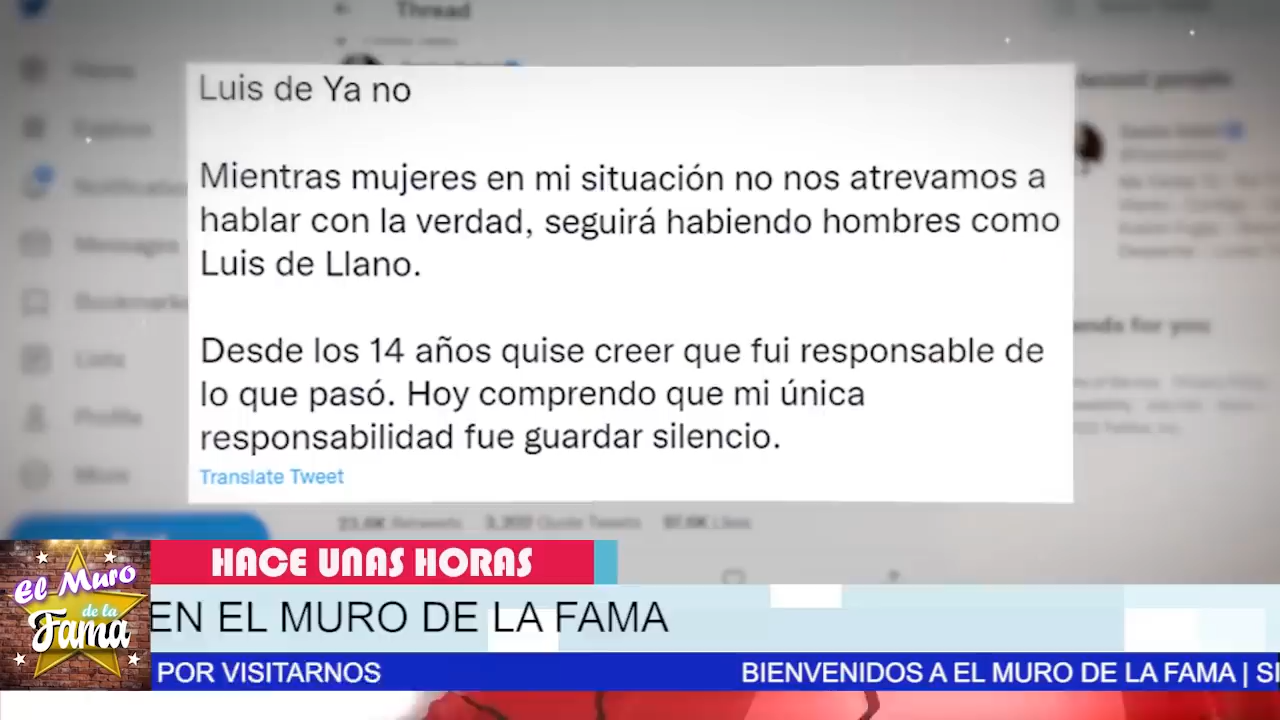 Thread
Luis de Ya no
Mientras mujeres en mi situación no nos atrevamos a
hablar con la verdad, seguirá habiendo hombres como
Luis de Llano.
Desde los 14 años quise creer que fui responsable de
lo que pasó. Hoy comprendo que mi única
responsabilidad fue guardar silencio.
Translate Tweet
El Muro
de la
Fama
HACE UNAS HORAS
EN EL MURO DE LA FAMA
POR VISITARNOS
BIENVENIDOS A EL MURO DE LA FAMA | SI